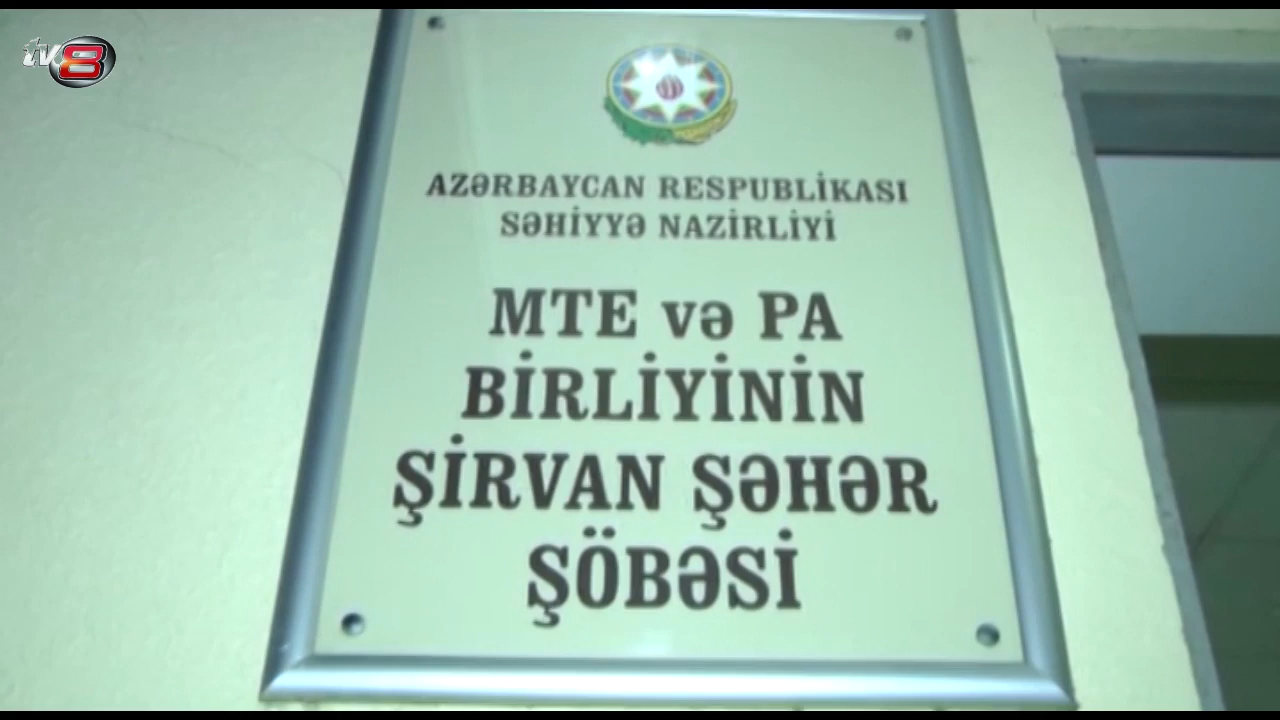 tv8
AZƏRBAYCAN RESPUBLİKASI
SƏHİYYƏ NAZİRLİYİ
MTE və PA
BİRLİYİNİN
ŞİRVAN ŞƏHƏR
ŞÖBƏSİ